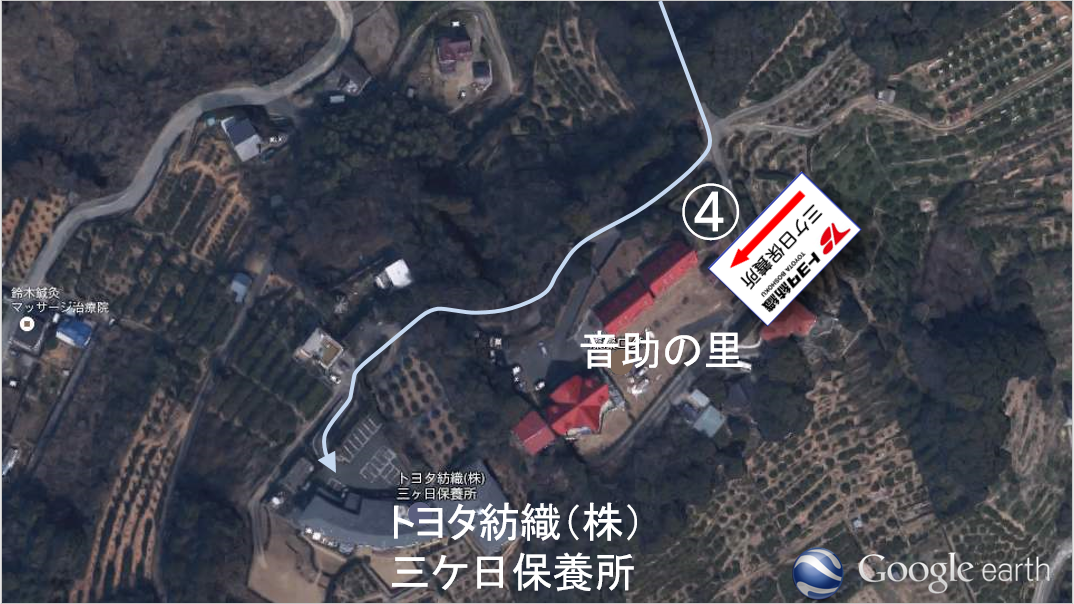 ④
三ケ日保養所
トヨタ紡織
TOYOTA BOSHOKU
鈴木鍼灸
マッサージ治療院
音助の里
トヨタ紡織(株)
三ヶ日保養所
トヨタ紡織（株）
三ケ日保養所
Google earth